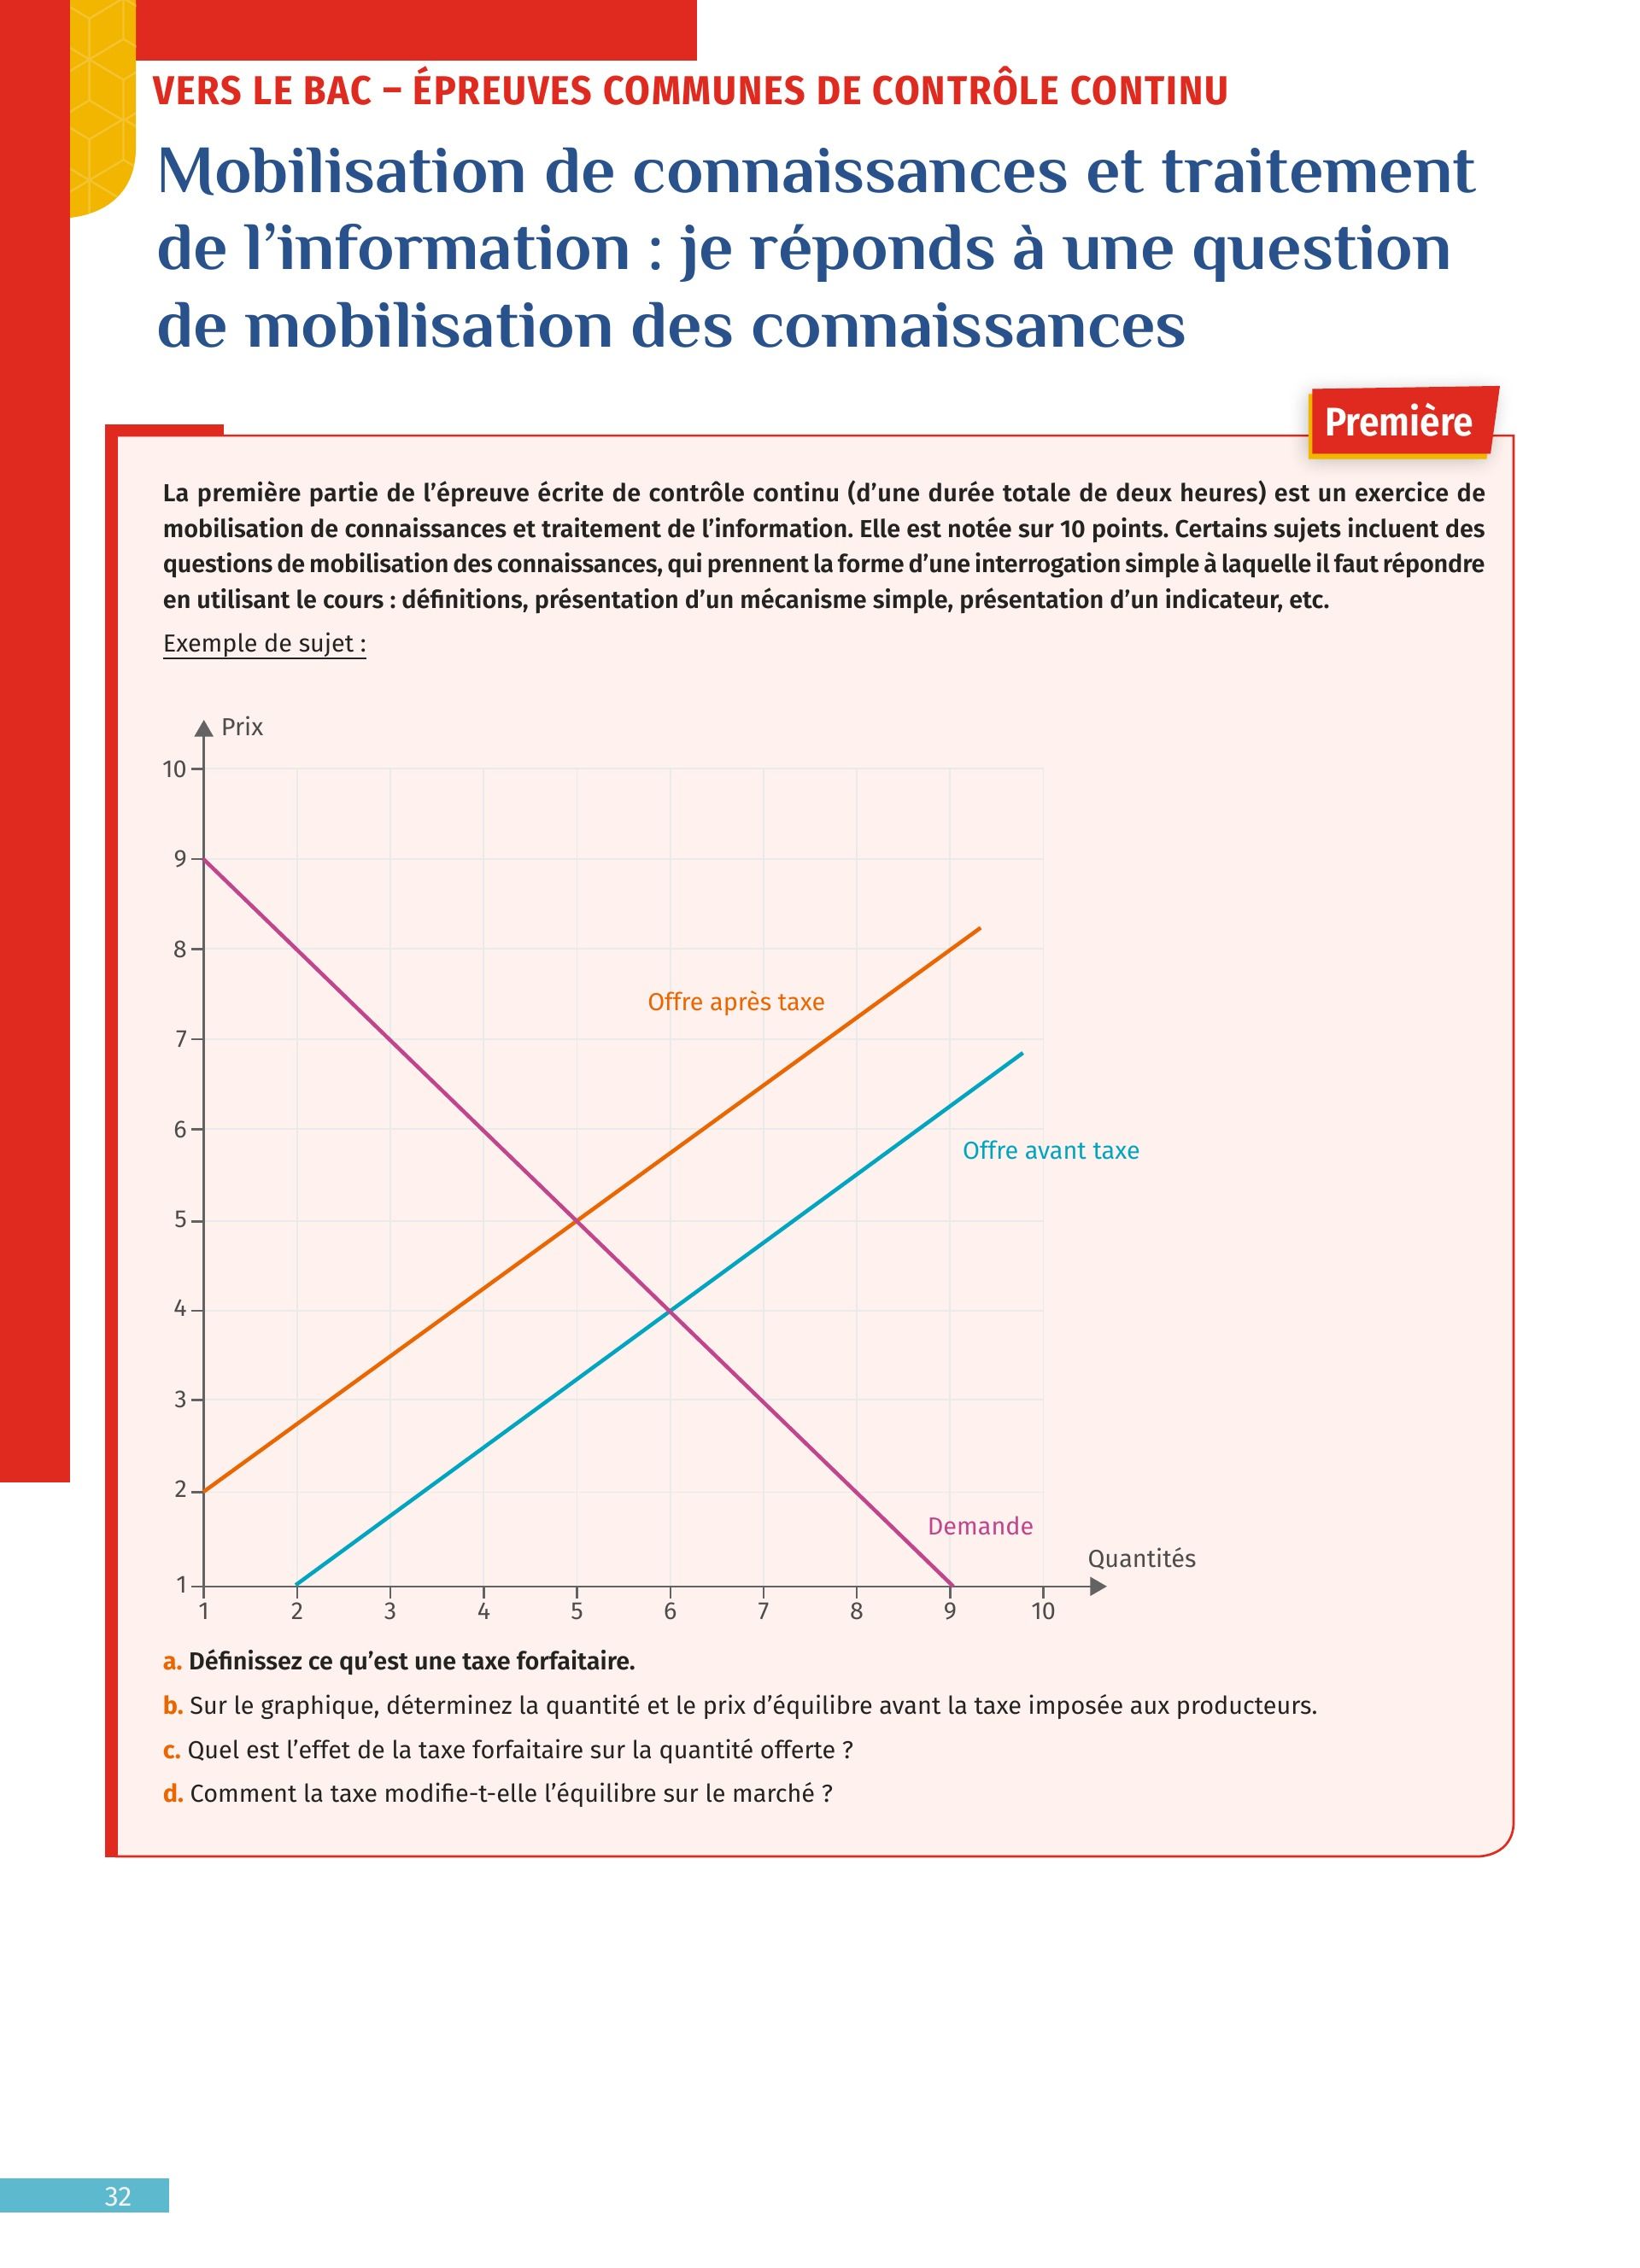 VERS LE BAC – ÉPREUVES COMMUNES DE CONTRÔLE CONTINU
Mobilisation de connaissances et traitement
de l’information : je réponds à une question
de mobilisation des connaissances
Première
La première partie de l’épreuve écrite de contrôle continu (d’une durée totale de deux heures) est un exercice de
mobilisation de connaissances et traitement de l’information. Elle est notée sur 10 points. Certains sujets incluent des
questions de mobilisation des connaissances, qui prennent la forme d’une interrogation simple à laquelle il faut répondre
en utilisant le cours : définitions, présentation d’un mécanisme simple, présentation d’un indicateur, etc.
Exemple de sujet :
Prix
10
9
8
Offre après taxe
7
6
Offre avant taxe
5
4
3
2
Demande
Quantités
1
1 2 3 4 5 6 7 8 9 10
a. Définissez ce qu’est une taxe forfaitaire.
b. Sur le graphique, déterminez la quantité et le prix d’équilibre avant la taxe imposée aux producteurs.
c. Quel est l’effet de la taxe forfaitaire sur la quantité offerte ?
d. Comment la taxe modifie-t-elle l’équilibre sur le marché ?
32